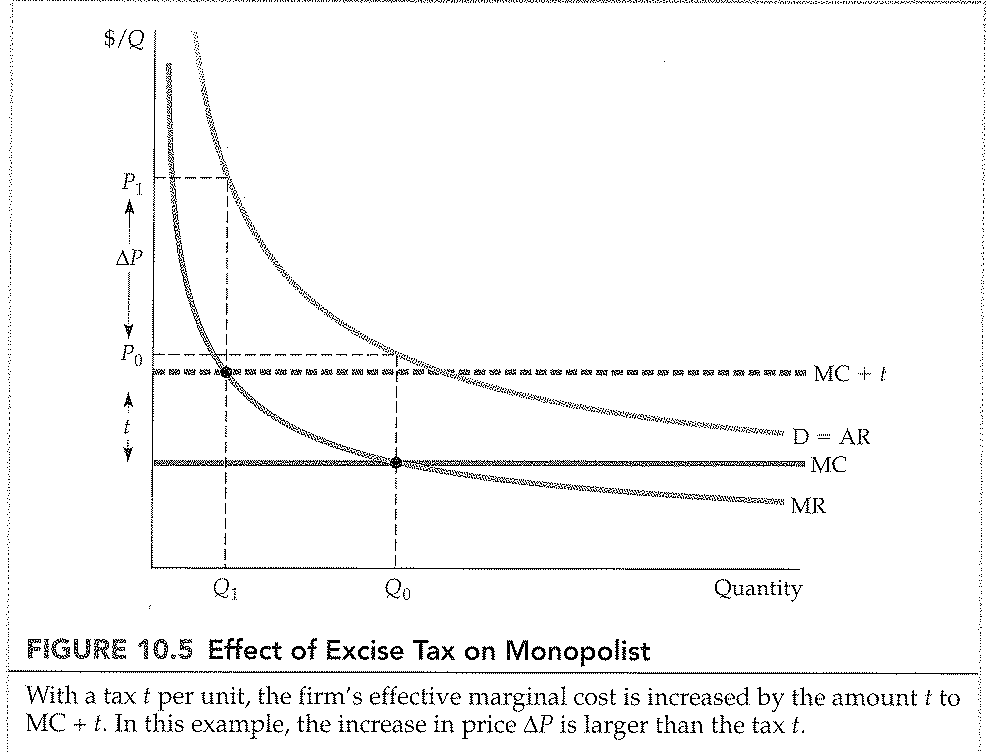 $/Q
P1
ΔP
P0
MC + t
t
D = AR
MC
MR
Q1
Q0
Quantity
FIGURE 10.5 Effect of Excise Tax on Monopolist
With a tax t per unit, the firm's effective marginal cost is increased by the amount t to
MC + t. In this example, the increase in price ΔP is larger than the tax t.